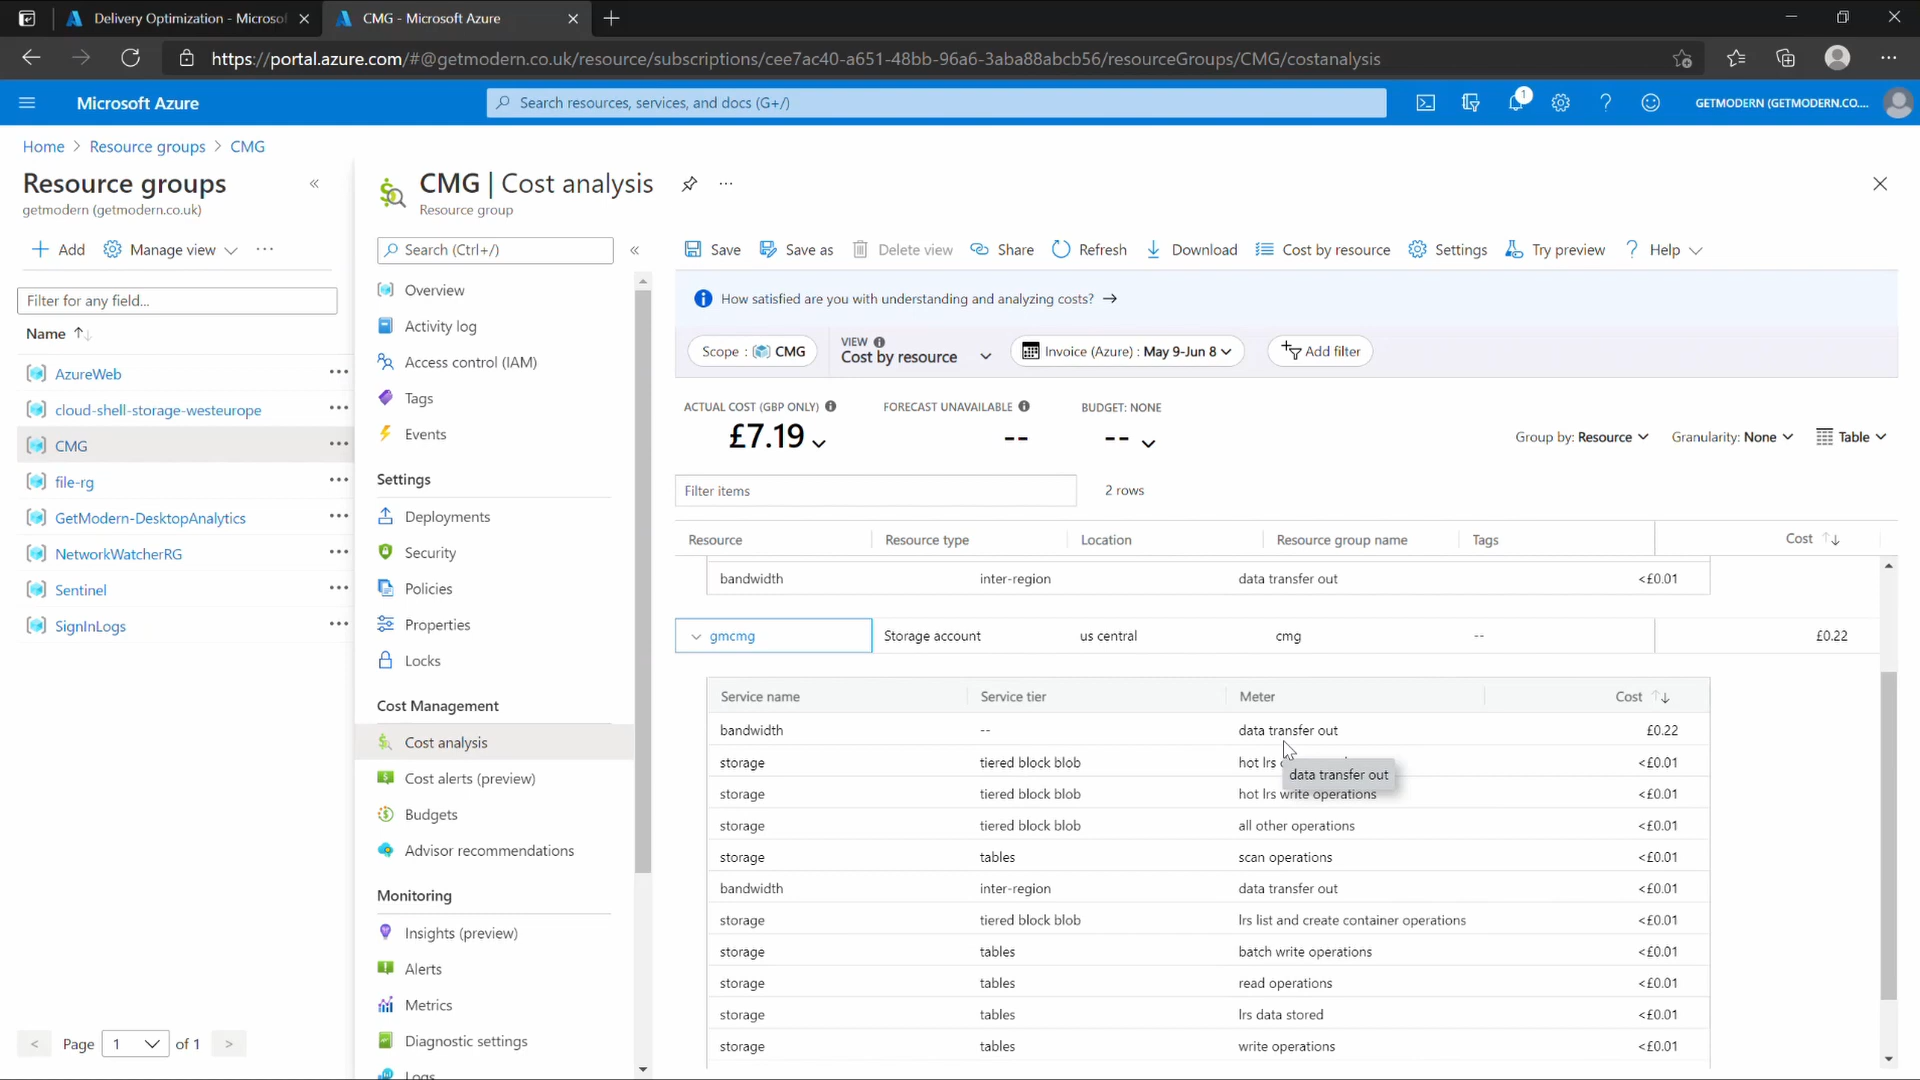 Delivery Optimization - Microsof
CMG - Microsoft Azure
https://portal.azure.com/#@getmodern.co.uk/resource/subscriptions/cee7ac40-a651-48bb-96a6-3aba88abcb56/resourceGroups/CMG/costanalysis
Microsoft Azure
Search resources, services, and docs (G+/)
1
GETMODERN (GETMODERN.CO....
Home > Resource groups > CMG
Resource groups
getmodern (getmodern.co.uk)
Add
Manage view
Filter for any field...
Name
AzureWeb
cloud-shell-storage-westeurope
CMG
file-rg
GetModern-DesktopAnalytics
NetworkWatcherRG
Sentinel
SignInLogs
< Page 1 of 1 >
CMG | Cost analysis
Resource group
Search (Ctrl+/)
Overview
Activity log
Access control (IAM)
Tags
Events
Settings
Deployments
Security
Policies
Properties
Locks
Cost Management
Cost analysis
Cost alerts (preview)
Budgets
Advisor recommendations
Monitoring
Insights (preview)
Alerts
Metrics
Diagnostic settings
Logs
Save
Save as
Delete view
Share
Refresh
Download
Cost by resource
Settings
Try preview
? Help
How satisfied are you with understanding and analyzing costs? →
Scope : CMG
VIEW
Cost by resource
Invoice (Azure) : May 9-Jun 8
Add filter
ACTUAL COST (GBP ONLY)
£7.19
FORECAST UNAVAILABLE
--
BUDGET: NONE
--
Group by: Resource
Granularity: None
Table
Filter items
2 rows
Resource Resource type Location Resource group name Tags Cost
bandwidth inter-region data transfer out <£0.01
gmcmg Storage account us central cmg -- £0.22
Service name Service tier Meter Cost
bandwidth -- data transfer out £0.22
storage tiered block blob hot lrs <£0.01
data transfer out
storage tiered block blob hot lrs write operations <£0.01
storage tiered block blob all other operations <£0.01
storage tables scan operations <£0.01
bandwidth inter-region data transfer out <£0.01
storage tiered block blob lrs list and create container operations <£0.01
storage tables batch write operations <£0.01
storage tables read operations <£0.01
storage tables lrs data stored <£0.01
storage tables write operations <£0.01